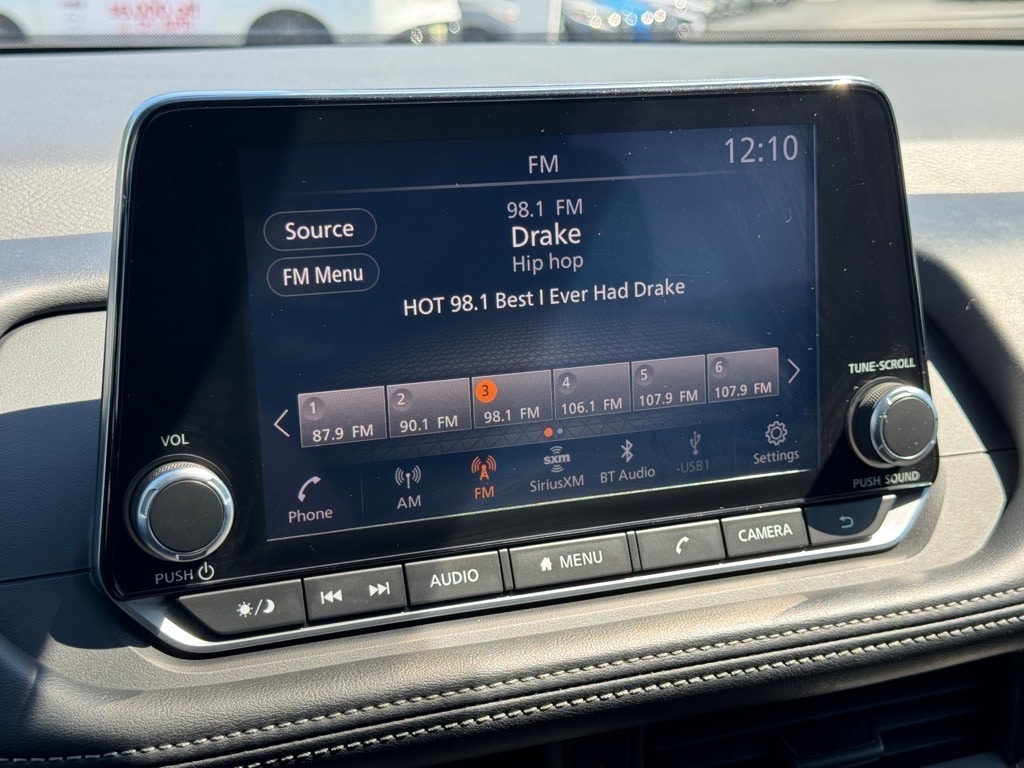 FM
12:10
Source
FM Menu
98.1 FM
Drake
Hip hop
HOT 98.1 Best I Ever Had Drake
1
87.9 FM
2
90.1 FM
3
98.1 FM
4
106.1 FM
5
107.9 FM
6
107.9 FM
Phone
AM
FM
sxm
SiriusXM
BT Audio
USB1
Settings
VOL
PUSH
TUNE·SCROLL
PUSH SOUND
AUDIO
MENU
CAMERA